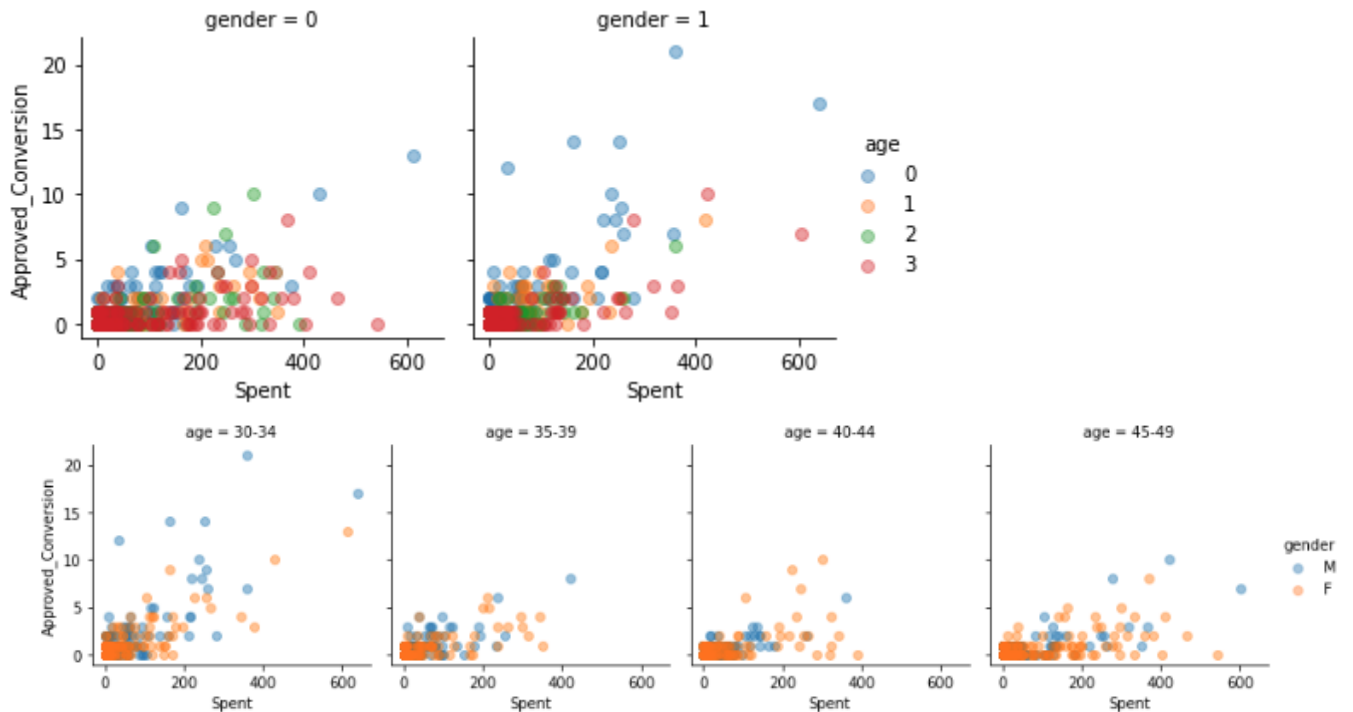 gender = 0
gender = 1
Approved_Conversion
20
15
10
5
0
0 200 400 600
Spent
0 200 400 600
Spent
age
0
1
2
3
age = 30-34
age = 35-39
age = 40-44
age = 45-49
Approved_Conversion
20
15
10
5
0
0 200 400 600
Spent
0 200 400 600
Spent
0 200 400 600
Spent
0 200 400 600
Spent
gender
M
F